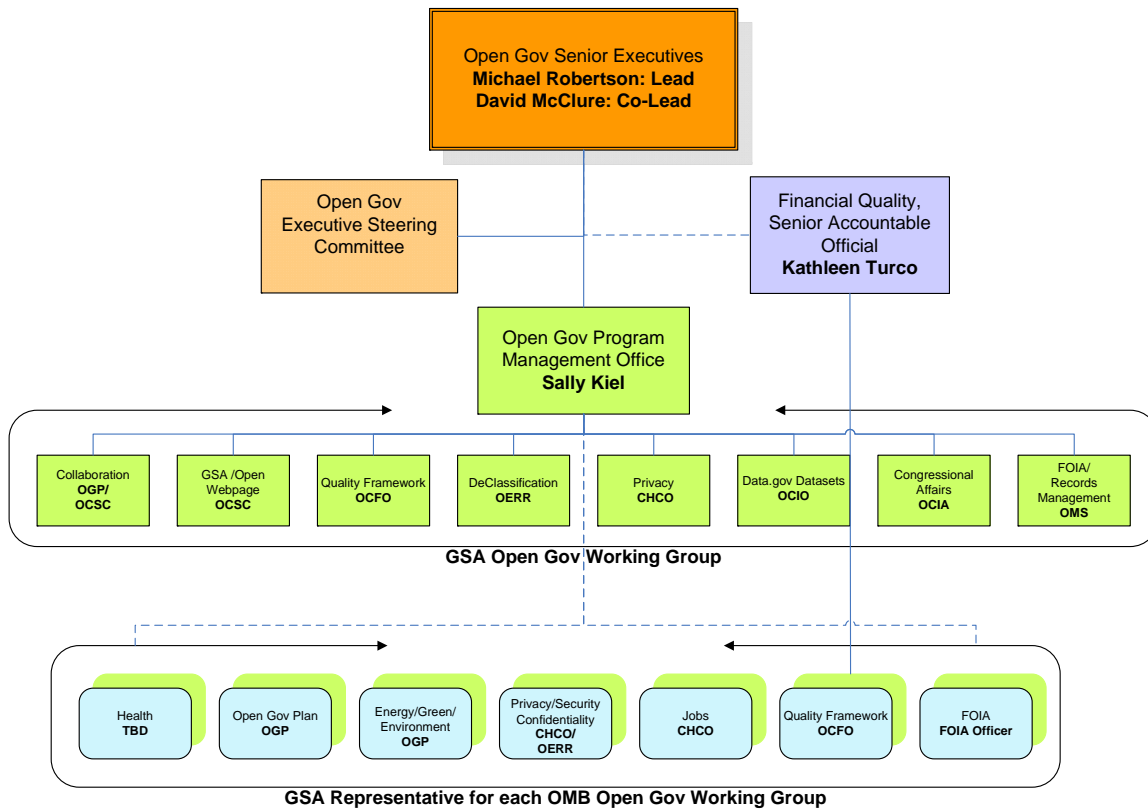 Open Gov Senior Executives
Michael Robertson: Lead
David McClure: Co-Lead
Open Gov
Executive Steering
Committee
Financial Quality,
Senior Accountable
Official
Kathleen Turco
Open Gov Program
Management Office
Sally Kiel
Collaboration
OGP/
OCSC
GSA /Open
Webpage
OCSC
Quality Framework
OCFO
DeClassification
OERR
Privacy
CHCO
Data.gov Datasets
OCIO
Congressional
Affairs
OCIA
FOIA/
Records
Management
OMS
GSA Open Gov Working Group
Health
TBD
Open Gov Plan
OGP
Energy/Green/
Environment
OGP
Privacy/Security
Confidentiality
CHCO/
OERR
Jobs
CHCO
Quality Framework
OCFO
FOIA
FOIA Officer
GSA Representative for each OMB Open Gov Working Group